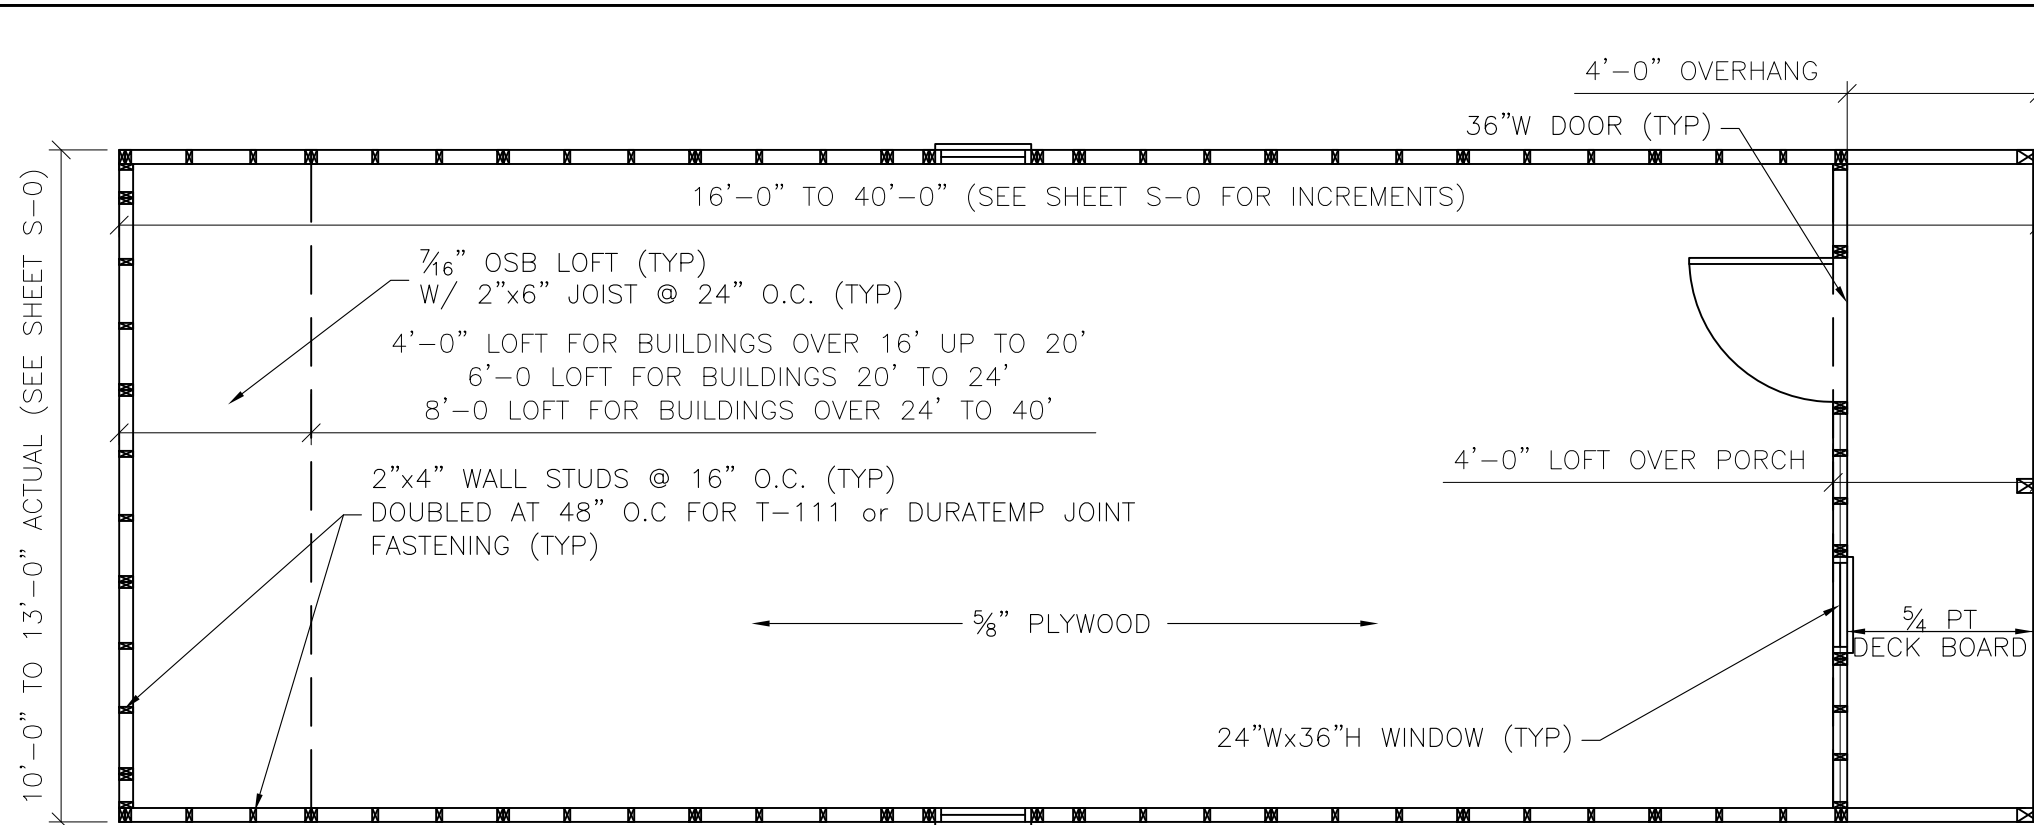 4'-0" OVERHANG
36"W DOOR (TYP)
16'-0" TO 40'-0" (SEE SHEET S-0 FOR INCREMENTS)
10'-0" TO 13'-0" ACTUAL (SEE SHEET S-0)
7/16" OSB LOFT (TYP)
W/ 2"x6" JOIST @ 24" O.C. (TYP)
4'-0" LOFT FOR BUILDINGS OVER 16' UP TO 20'
6'-0 LOFT FOR BUILDINGS 20' TO 24'
8'-0 LOFT FOR BUILDINGS OVER 24' TO 40'
4'-0" LOFT OVER PORCH
2"x4" WALL STUDS @ 16" O.C. (TYP)
DOUBLED AT 48" O.C FOR T-111 or DURATEMP JOINT
FASTENING (TYP)
5/8" PLYWOOD
5/4 PT
DECK BOARD
24"Wx36"H WINDOW (TYP)